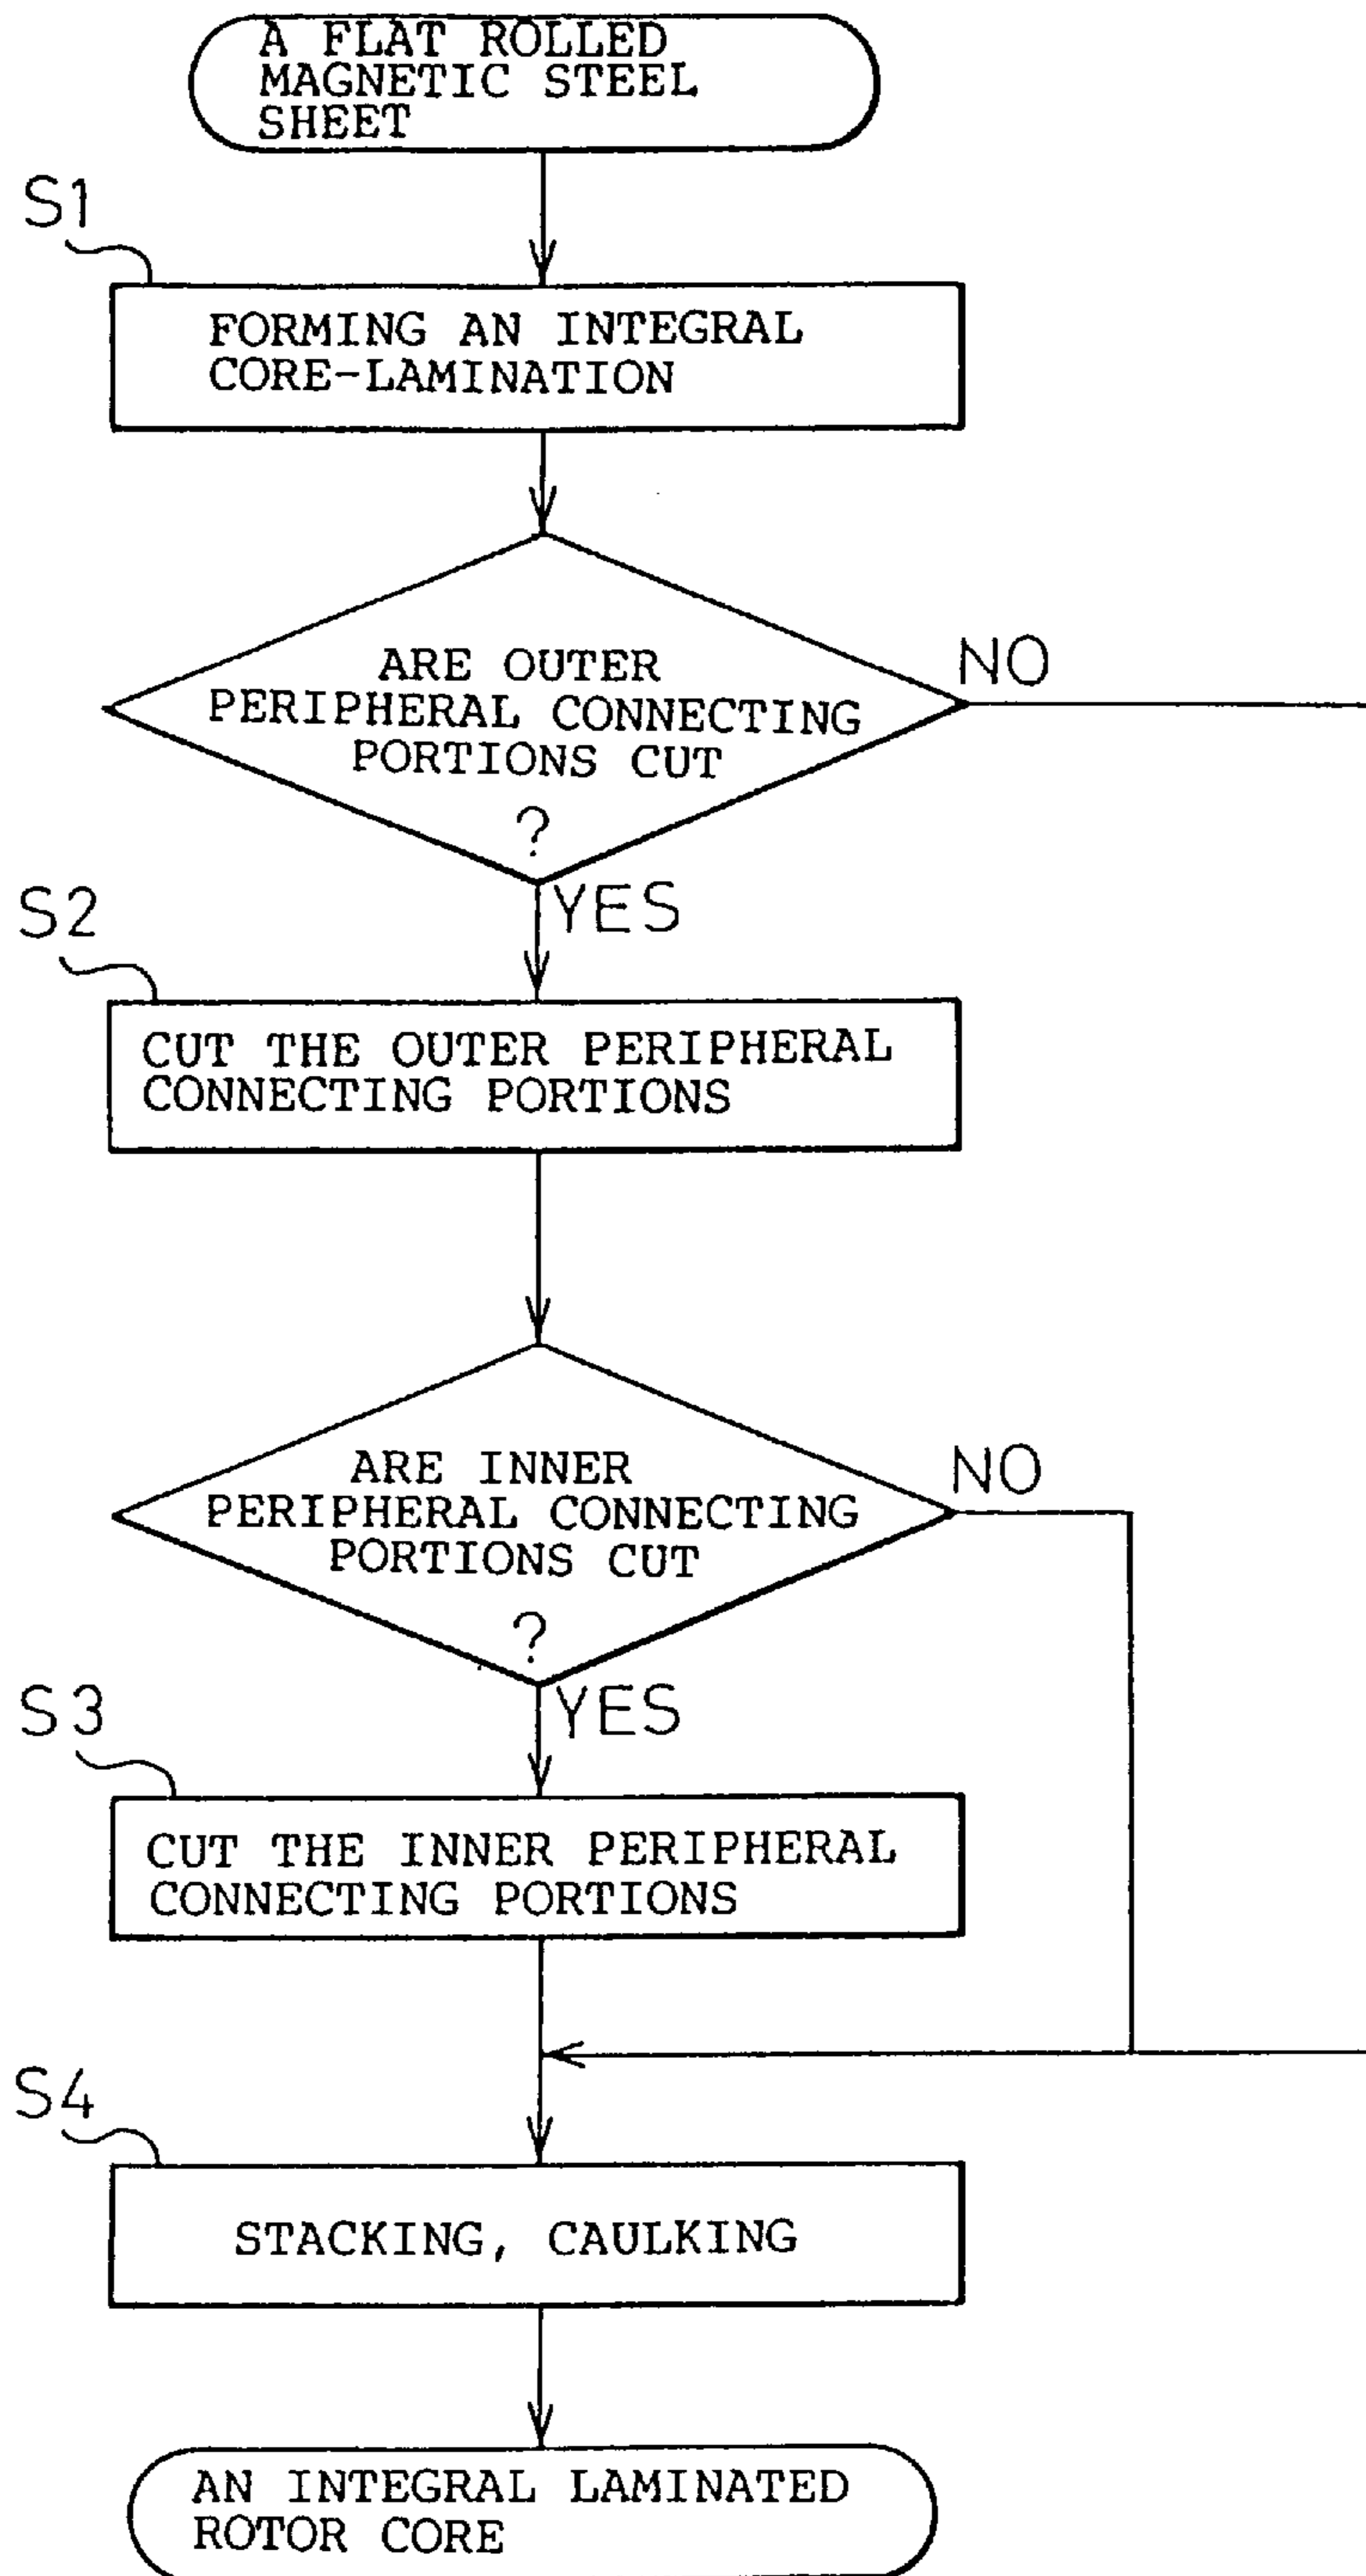 A FLAT ROLLED
MAGNETIC STEEL
SHEET
S1
FORMING AN INTEGRAL
CORE-LAMINATION
ARE OUTER
PERIPHERAL CONNECTING
PORTIONS CUT
?
NO
YES
S2
CUT THE OUTER PERIPHERAL
CONNECTING PORTIONS
ARE INNER
PERIPHERAL CONNECTING
PORTIONS CUT
?
NO
YES
S3
CUT THE INNER PERIPHERAL
CONNECTING PORTIONS
S4
STACKING, CAULKING
AN INTEGRAL LAMINATED
ROTOR CORE